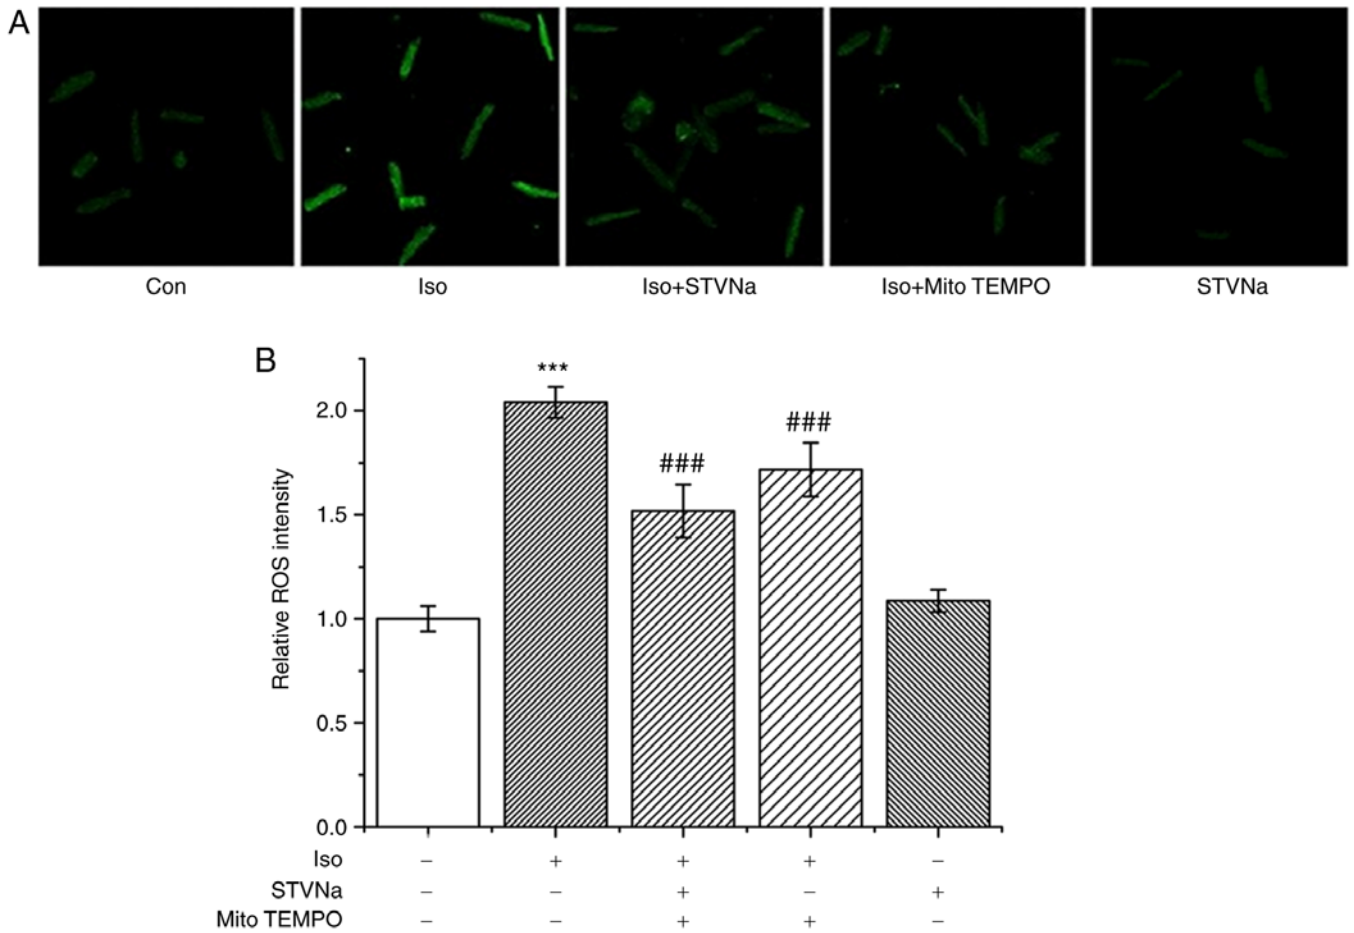 A
Con Iso Iso+STVNa Iso+Mito TEMPO STVNa
B
***
###
###
2.0
1.5
1.0
0.5
0.0
Relative ROS intensity
Iso − + + + −
STVNa − − + − +
Mito TEMPO − − + + −